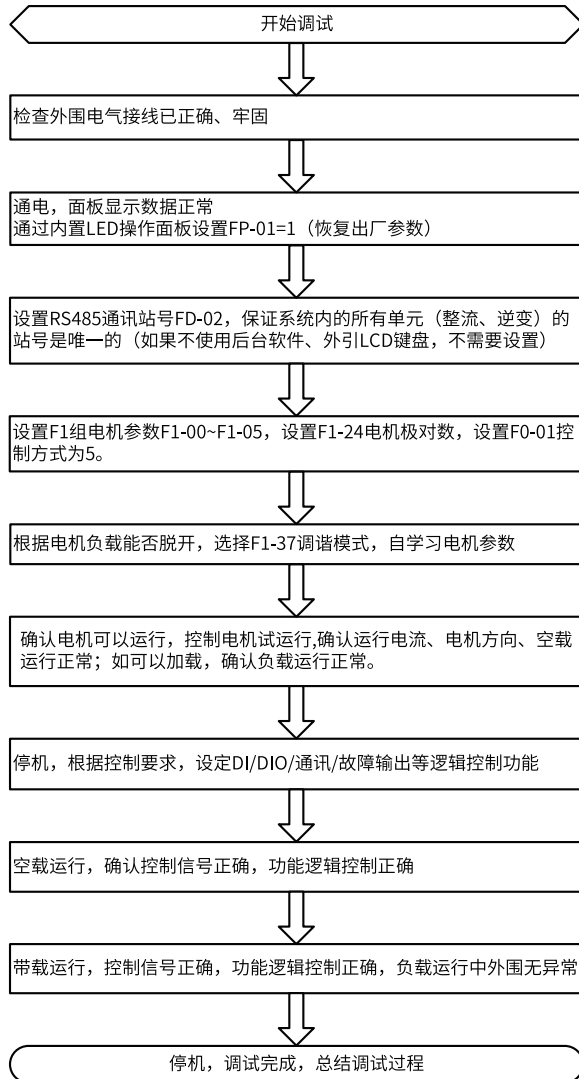 开始调试
检查外围电气接线已正确、牢固
通电，面板显示数据正常
通过内置LED操作面板设置FP-01=1（恢复出厂参数）
设置RS485通讯站号FD-02，保证系统内的所有单元（整流、逆变）的
站号是唯一的（如果不使用后台软件、外引LCD键盘，不需要设置）
设置F1组电机参数F1-00~F1-05，设置F1-24电机极对数，设置F0-01控
制方式为5。
根据电机负载能否脱开，选择F1-37调谐模式，自学习电机参数
确认电机可以运行，控制电机试运行,确认运行电流、电机方向、空载
运行正常；如可以加载，确认负载运行正常。
停机，根据控制要求，设定DI/DIO/通讯/故障输出等逻辑控制功能
空载运行，确认控制信号正确，功能逻辑控制正确
带载运行，控制信号正确，功能逻辑控制正确，负载运行中外围无异常
停机，调试完成，总结调试过程